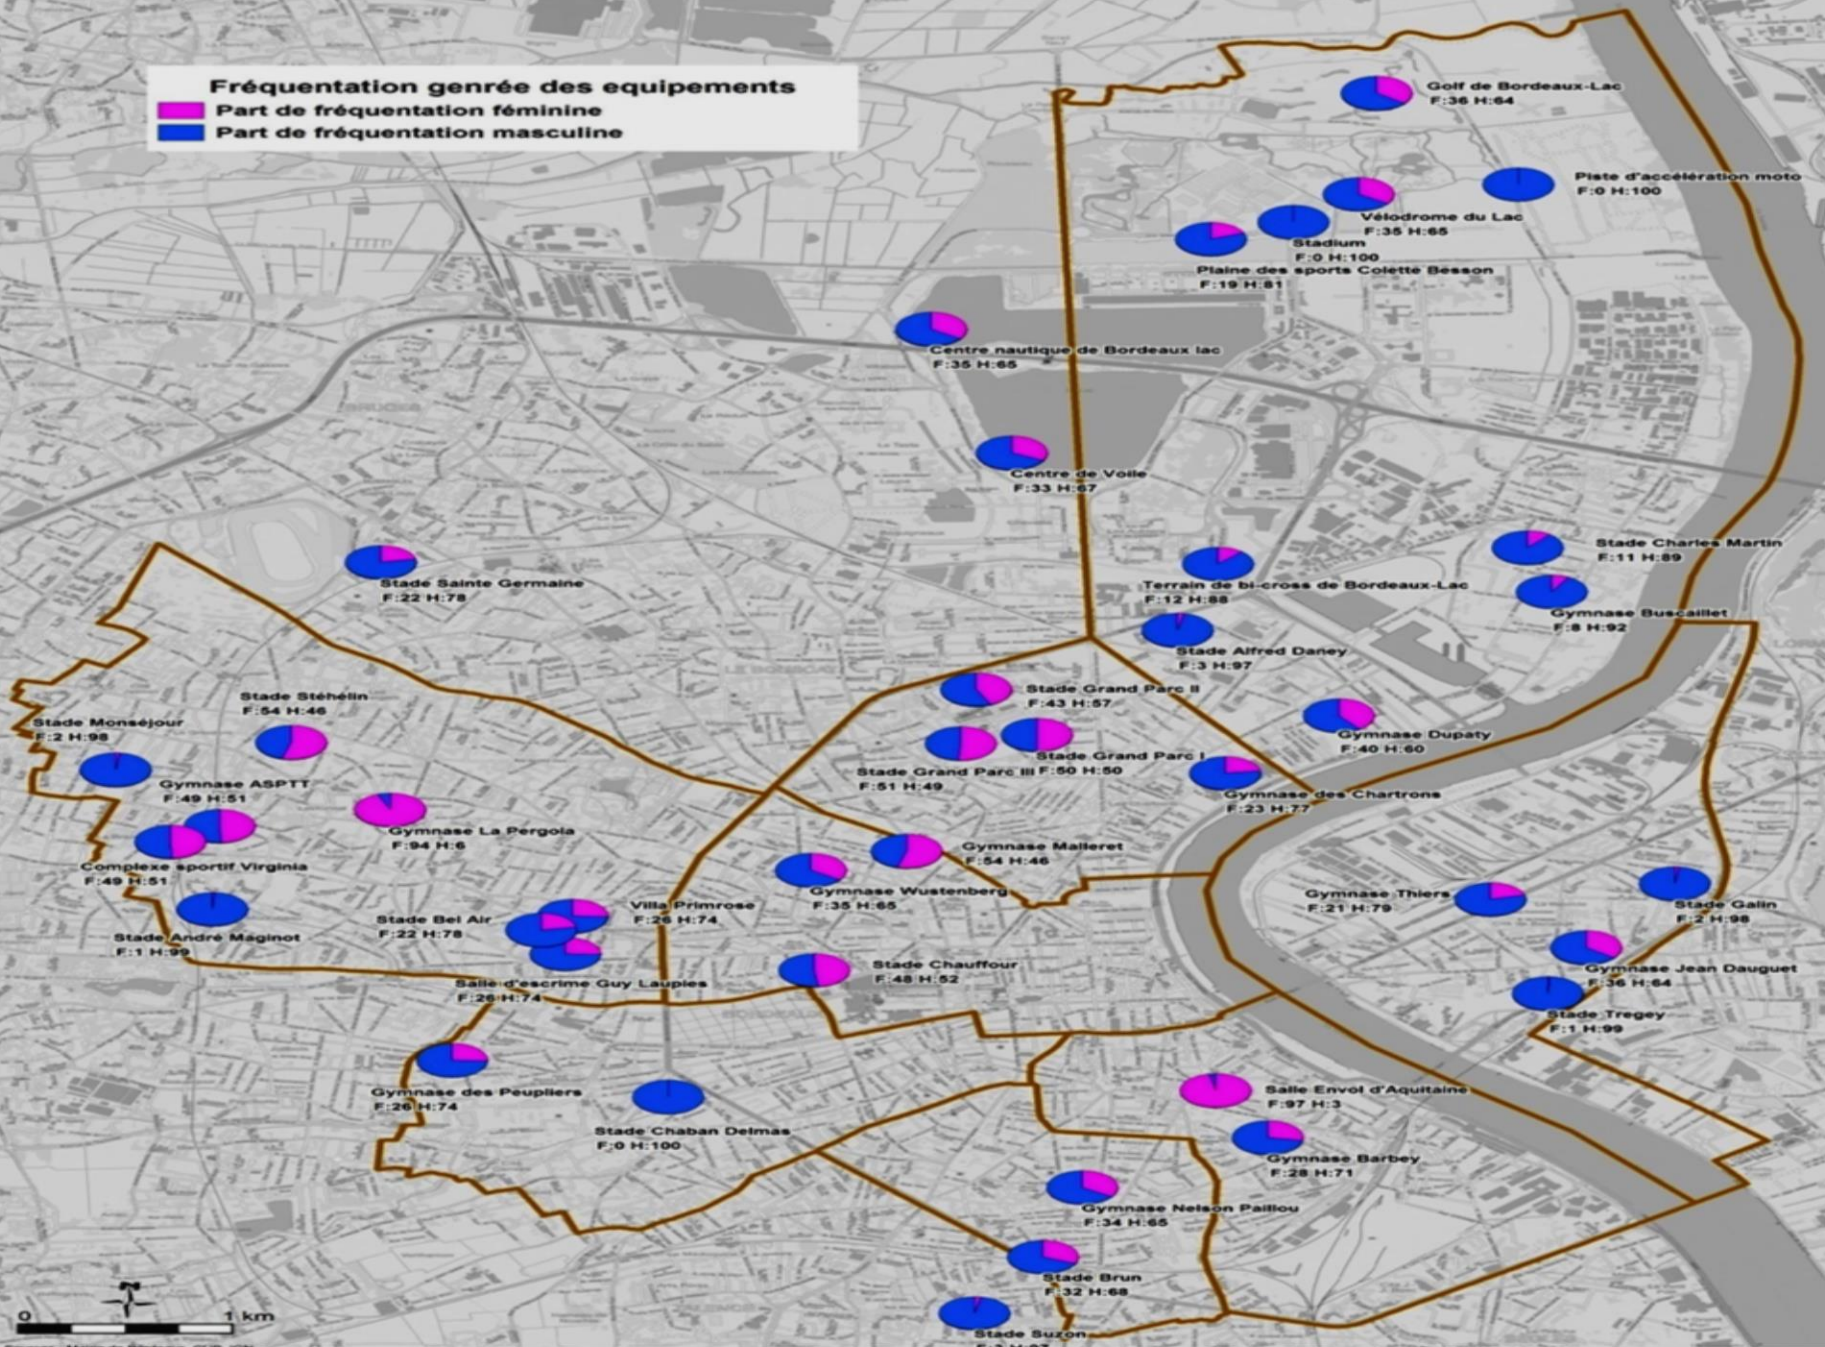 Fréquentation genrée des equipements
Part de fréquentation féminine
Part de fréquentation masculine
Golf de Bordeaux-Lac
F:36 H:64
Piste d'accélération moto
F:0 H:100
Vélodrome du Lac
F:35 H:65
Stadium
F:0 H:100
Plaine des sports Colette Besson
F:19 H:81
Centre nautique de Bordeaux lac
F:35 H:65
Centre de Voile
F:33 H:67
Stade Charles Martin
F:11 H:89
Stade Sainte Germaine
F:22 H:78
Terrain de bi-cross de Bordeaux-Lac
F:12 H:88
Gymnase Buscaillet
F:8 H:92
Stade Alfred Daney
F:3 H:97
Stade Stéhélin
F:54 H:46
Stade Grand Parc II
F:43 H:57
Stade Monséjour
F:2 H:98
Gymnase Dupaty
F:40 H:60
Stade Grand Parc I
F:50 H:50
Stade Grand Parc III
F:51 H:49
Gymnase ASPTT
F:49 H:51
Gymnase des Chartrons
F:23 H:77
Gymnase La Pergola
F:94 H:6
Gymnase Malleret
F:54 H:46
Complexe sportif Virginia
F:49 H:51
Gymnase Wustenberg
F:35 H:65
Gymnase Thiers
F:21 H:79
Stade Galin
F:2 H:98
Villa Primrose
F:26 H:74
Stade Bel Air
F:22 H:78
Stade André Maginot
F:1 H:99
Stade Chauffour
F:48 H:52
Gymnase Jean Dauguet
F:36 H:64
Salle d'escrime Guy Laupies
F:26 H:74
Stade Tregey
F:1 H:99
Gymnase des Peupliers
F:26 H:74
Salle Envol d'Aquitaine
F:97 H:3
Stade Chaban Delmas
F:0 H:100
Gymnase Barbey
F:28 H:71
Gymnase Nelson Paillou
F:34 H:65
Stade Brun
F:32 H:68
N
0 1 km
Stade Suzon